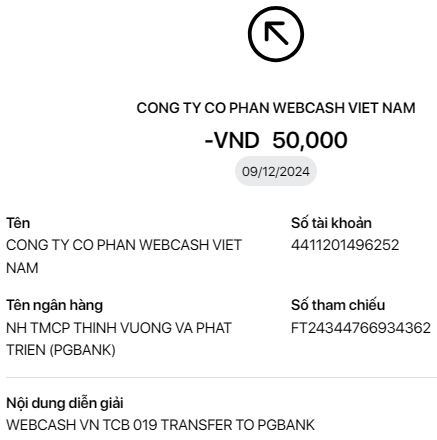 CONG TY CO PHAN WEBCASH VIET NAM
-VND 50,000
09/12/2024
Tên
CONG TY CO PHAN WEBCASH VIET
NAM
Số tài khoản
4411201496252
Tên ngân hàng
NH TMCP THINH VUONG VA PHAT
TRIEN (PGBANK)
Số tham chiếu
FT24344766934362
Nội dung diễn giải
WEBCASH VN TCB 019 TRANSFER TO PGBANK